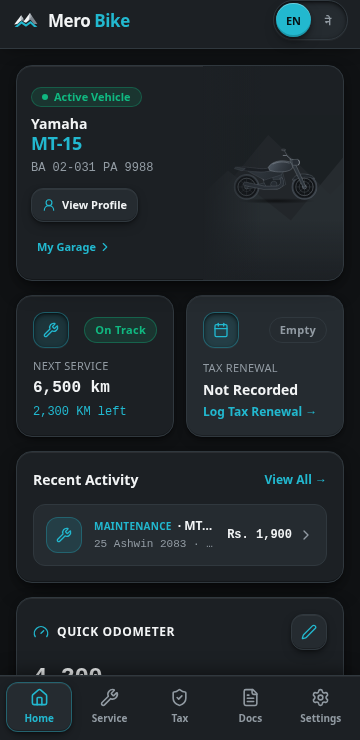 Mero Bike
EN
ने
Active Vehicle
Yamaha
MT-15
BA 02-031 PA 9988
View Profile
My Garage
On Track
NEXT SERVICE
6,500 km
2,300 KM left
Empty
TAX RENEWAL
Not Recorded
Log Tax Renewal →
Recent Activity
View All →
MAINTENANCE · MT...
25 Ashwin 2083 · …
Rs. 1,900
QUICK ODOMETER
4,200
Home
Service
Tax
Docs
Settings